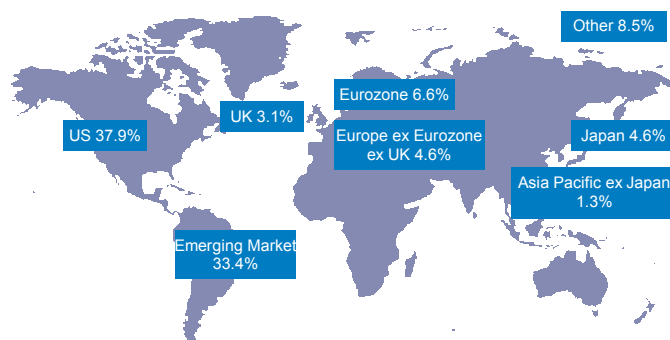 Other 8.5%
Eurozone 6.6%
UK 3.1%
US 37.9%
Europe ex Eurozone
ex UK 4.6%
Japan 4.6%
Asia Pacific ex Japan
1.3%
Emerging Market
33.4%